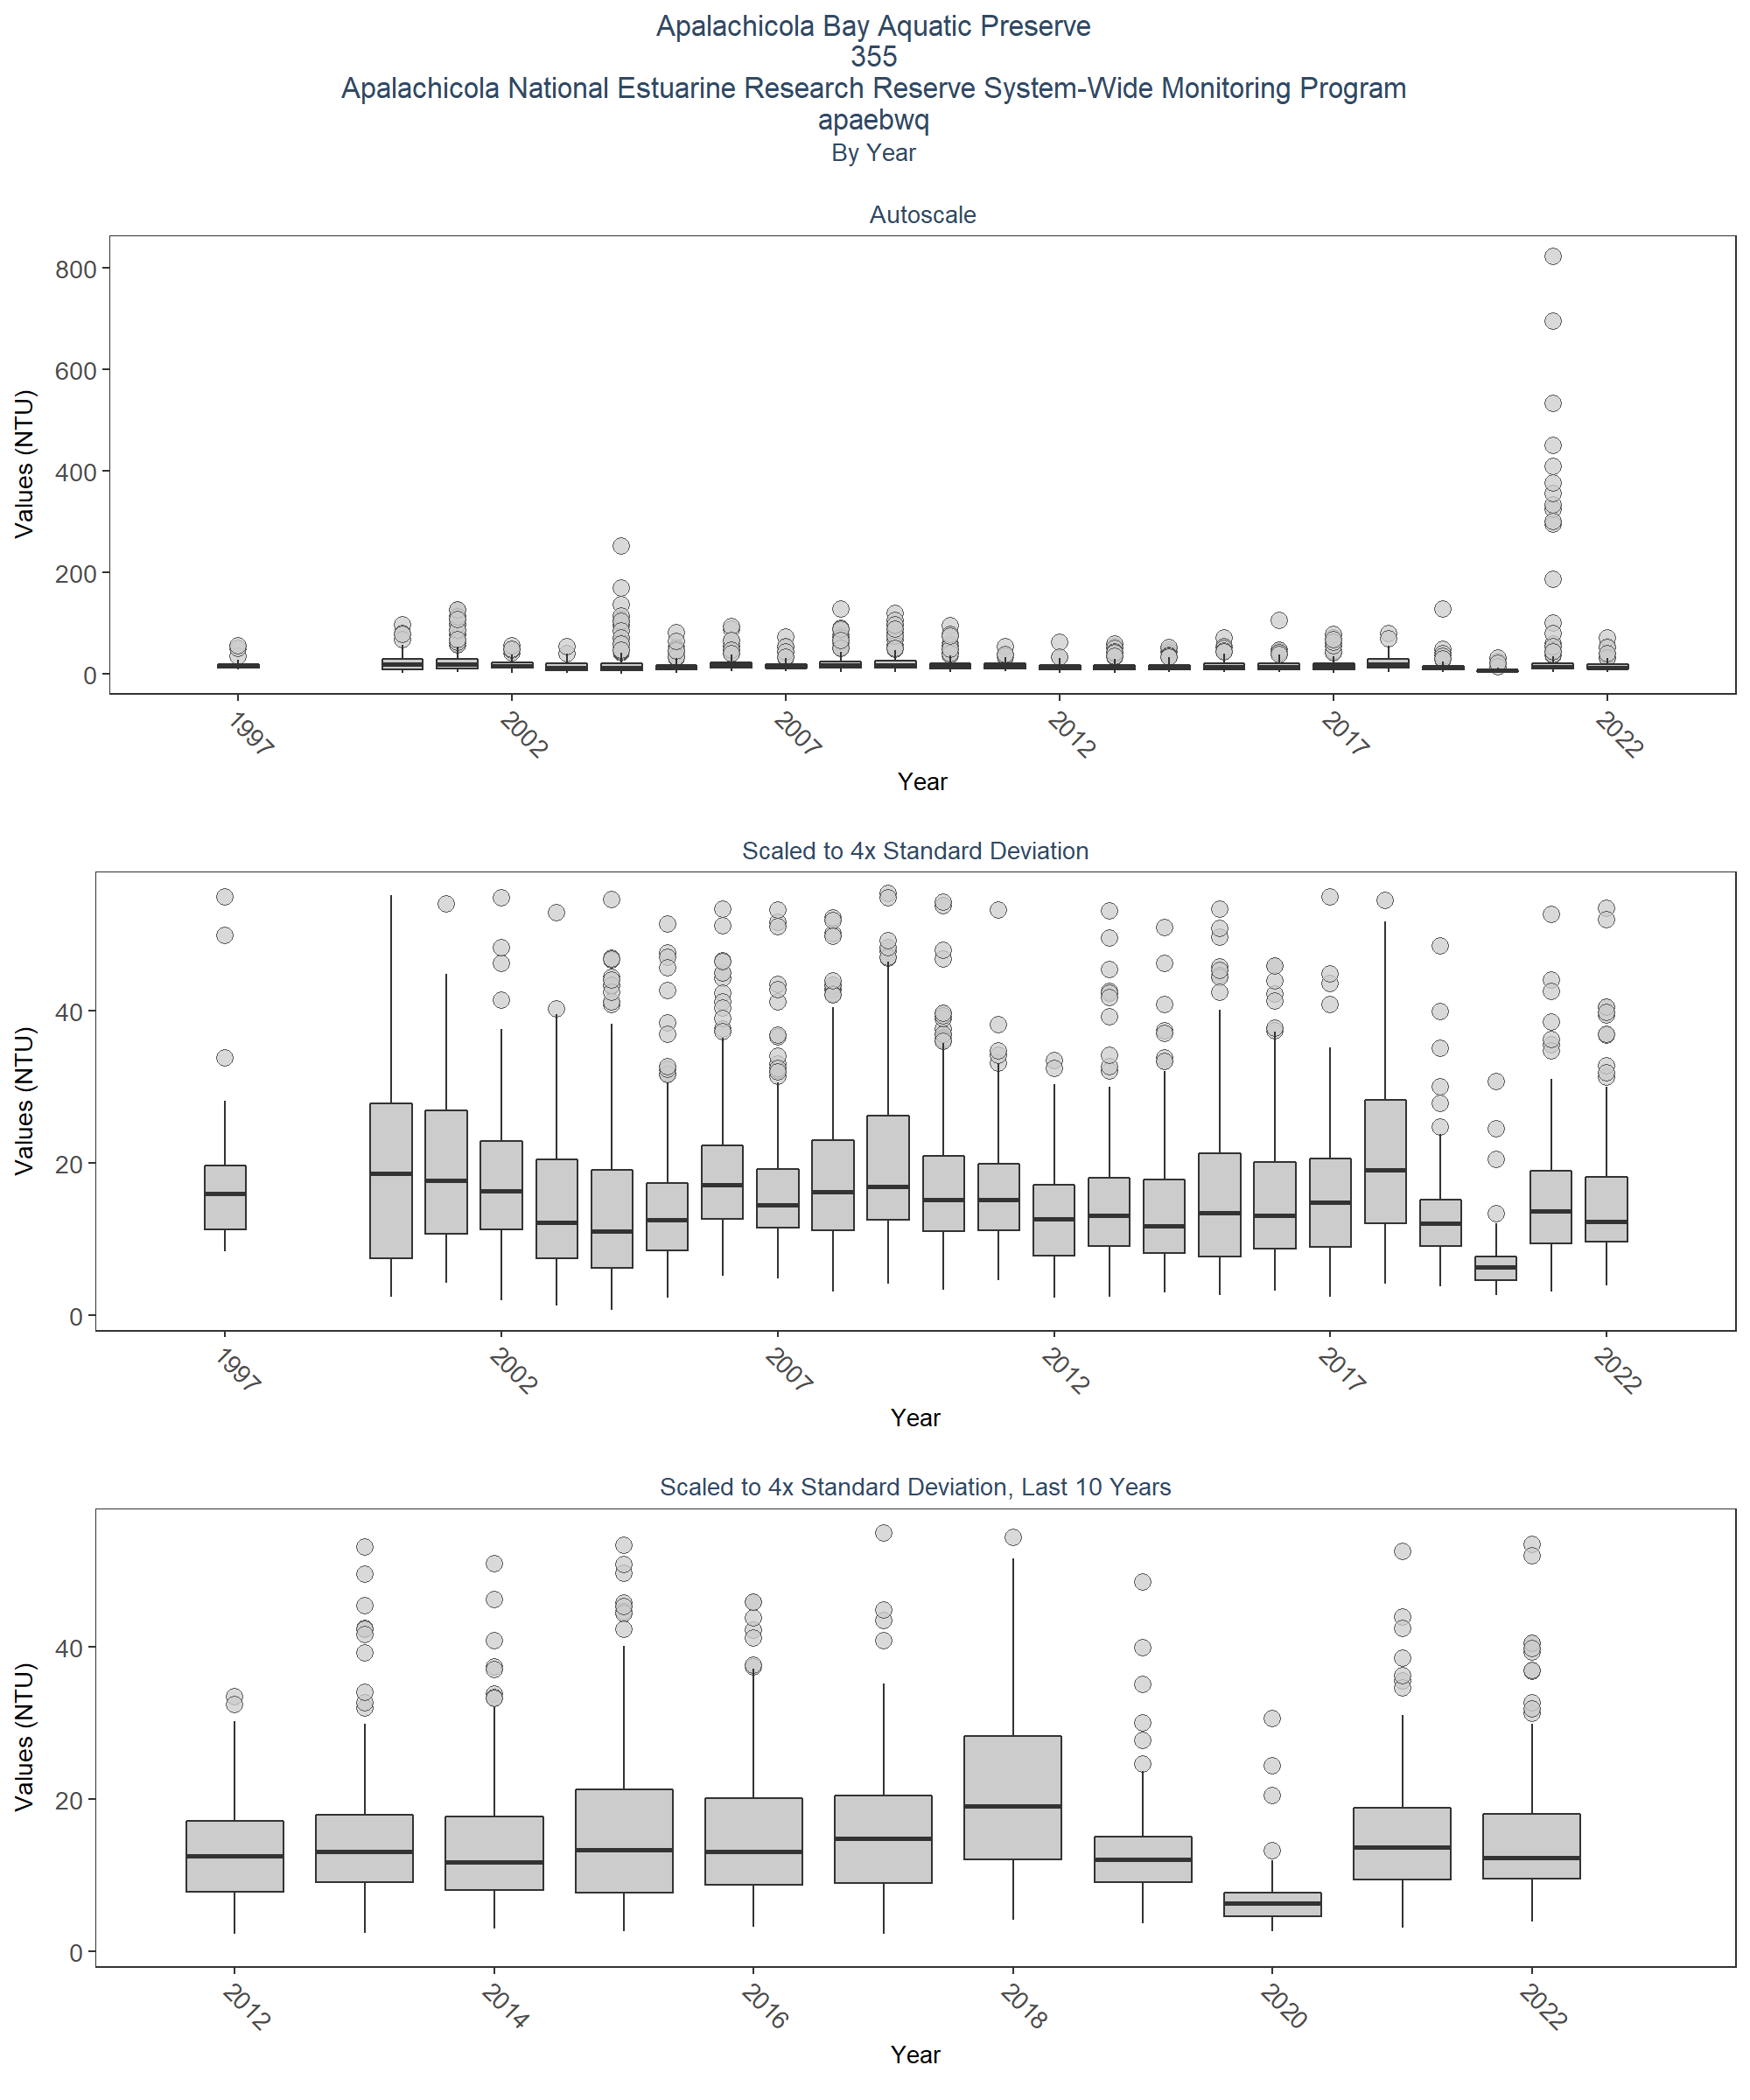 Apalachicola Bay Aquatic Preserve
355
Apalachicola National Estuarine Research Reserve System-Wide Monitoring Program
apaebwq
By Year
Autoscale
Values (NTU)
800
600
400
200
0
1997
2002
2007
2012
2017
2022
Year
Scaled to 4x Standard Deviation
Values (NTU)
40
20
0
1997
2002
2007
2012
2017
2022
Year
Scaled to 4x Standard Deviation, Last 10 Years
Values (NTU)
40
20
0
2012
2014
2016
2018
2020
2022
Year